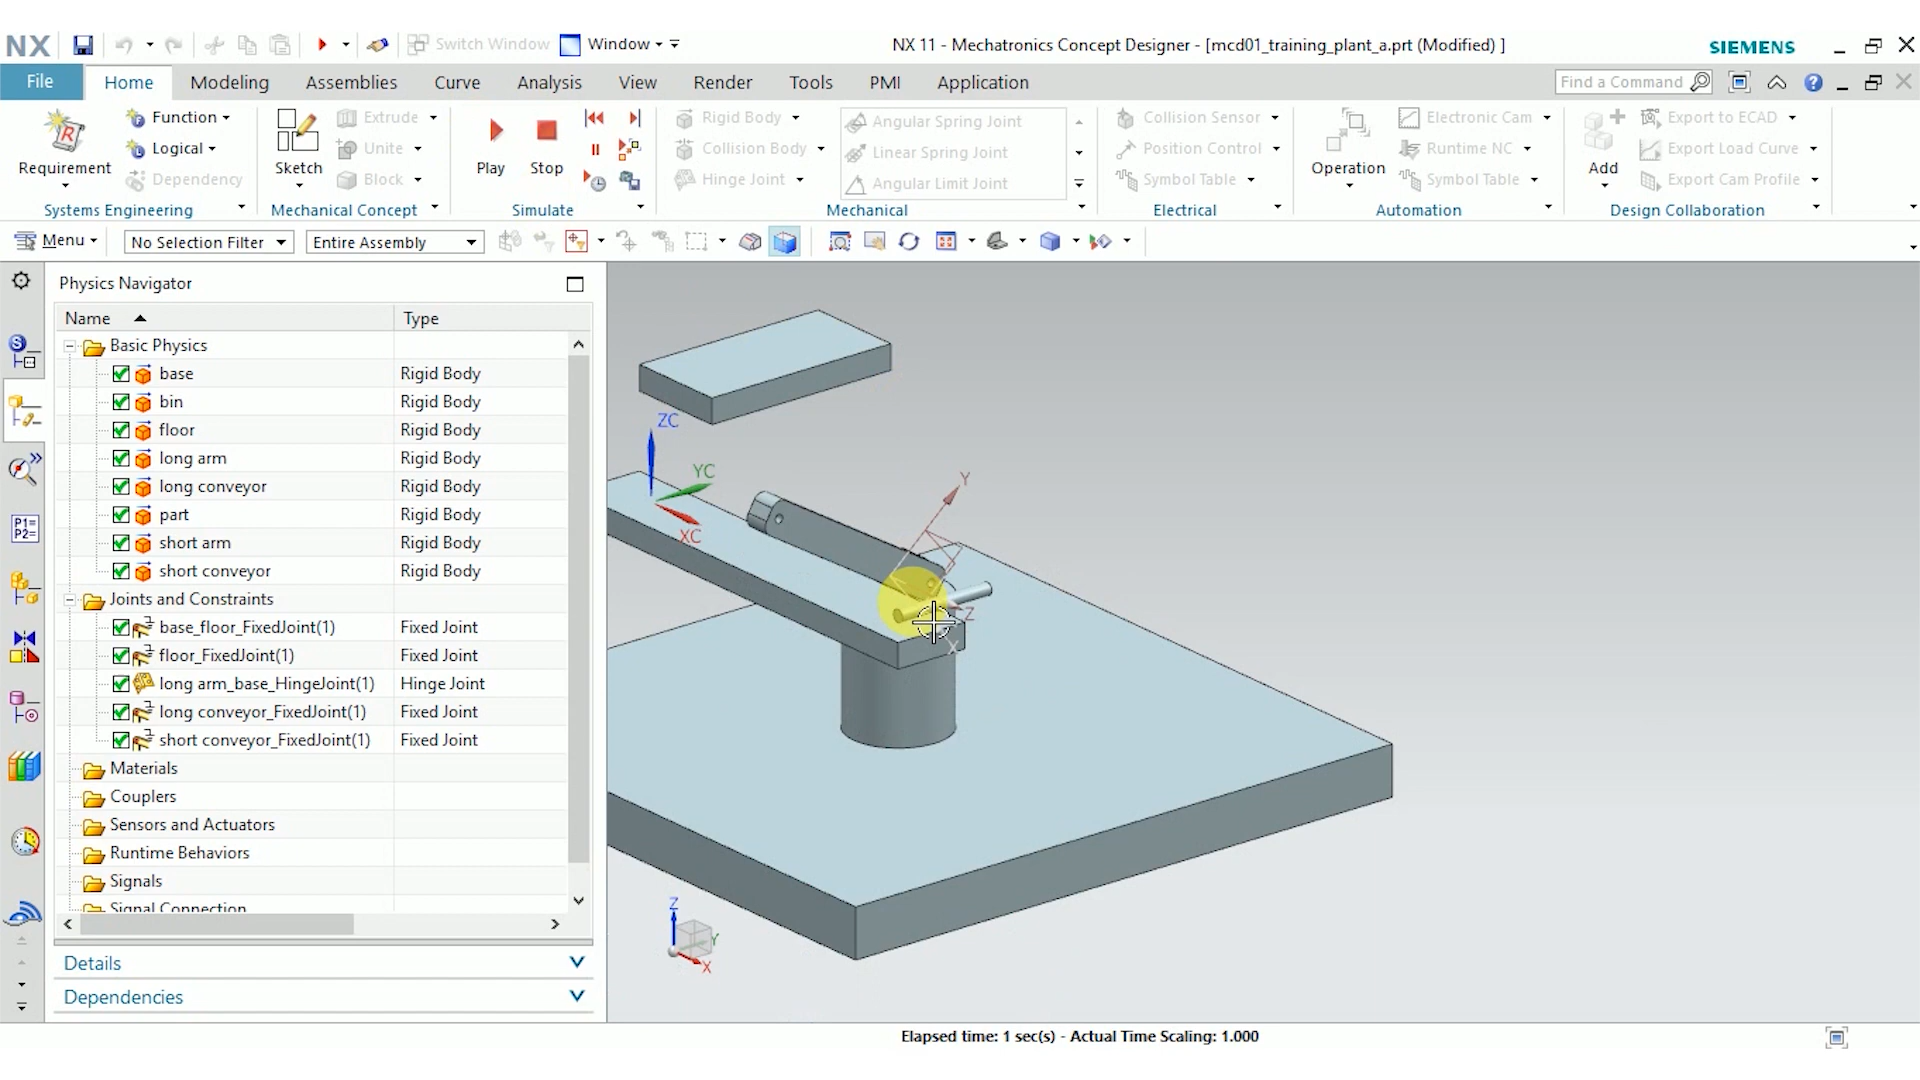 NX
Switch Window
Window
NX 11 - Mechatronics Concept Designer - [mcd01_training_plant_a.prt (Modified) ]
SIEMENS
File
Home
Modeling
Assemblies
Curve
Analysis
View
Render
Tools
PMI
Application
Find a Command
Requirement
Function
Logical
Dependency
Systems Engineering
Sketch
Extrude
Unite
Block
Mechanical Concept
Play
Stop
Simulate
Rigid Body
Collision Body
Hinge Joint
Angular Spring Joint
Linear Spring Joint
Angular Limit Joint
Mechanical
Collision Sensor
Position Control
Symbol Table
Electrical
Operation
Electronic Cam
Runtime NC
Symbol Table
Automation
Add
Export to ECAD
Export Load Curve
Export Cam Profile
Design Collaboration
Menu
No Selection Filter
Entire Assembly
Physics Navigator
Name
Type
Basic Physics
base Rigid Body
bin Rigid Body
floor Rigid Body
long arm Rigid Body
long conveyor Rigid Body
part Rigid Body
short arm Rigid Body
short conveyor Rigid Body
Joints and Constraints
base_floor_FixedJoint(1) Fixed Joint
floor_FixedJoint(1) Fixed Joint
long arm_base_HingeJoint(1) Hinge Joint
long conveyor_FixedJoint(1) Fixed Joint
short conveyor_FixedJoint(1) Fixed Joint
Materials
Couplers
Sensors and Actuators
Runtime Behaviors
Signals
Signal Connection
Details
Dependencies
P1=
P2=
ZC
YC
XC
Y
Z
X
Z
Y
X
Elapsed time: 1 sec(s) - Actual Time Scaling: 1.000